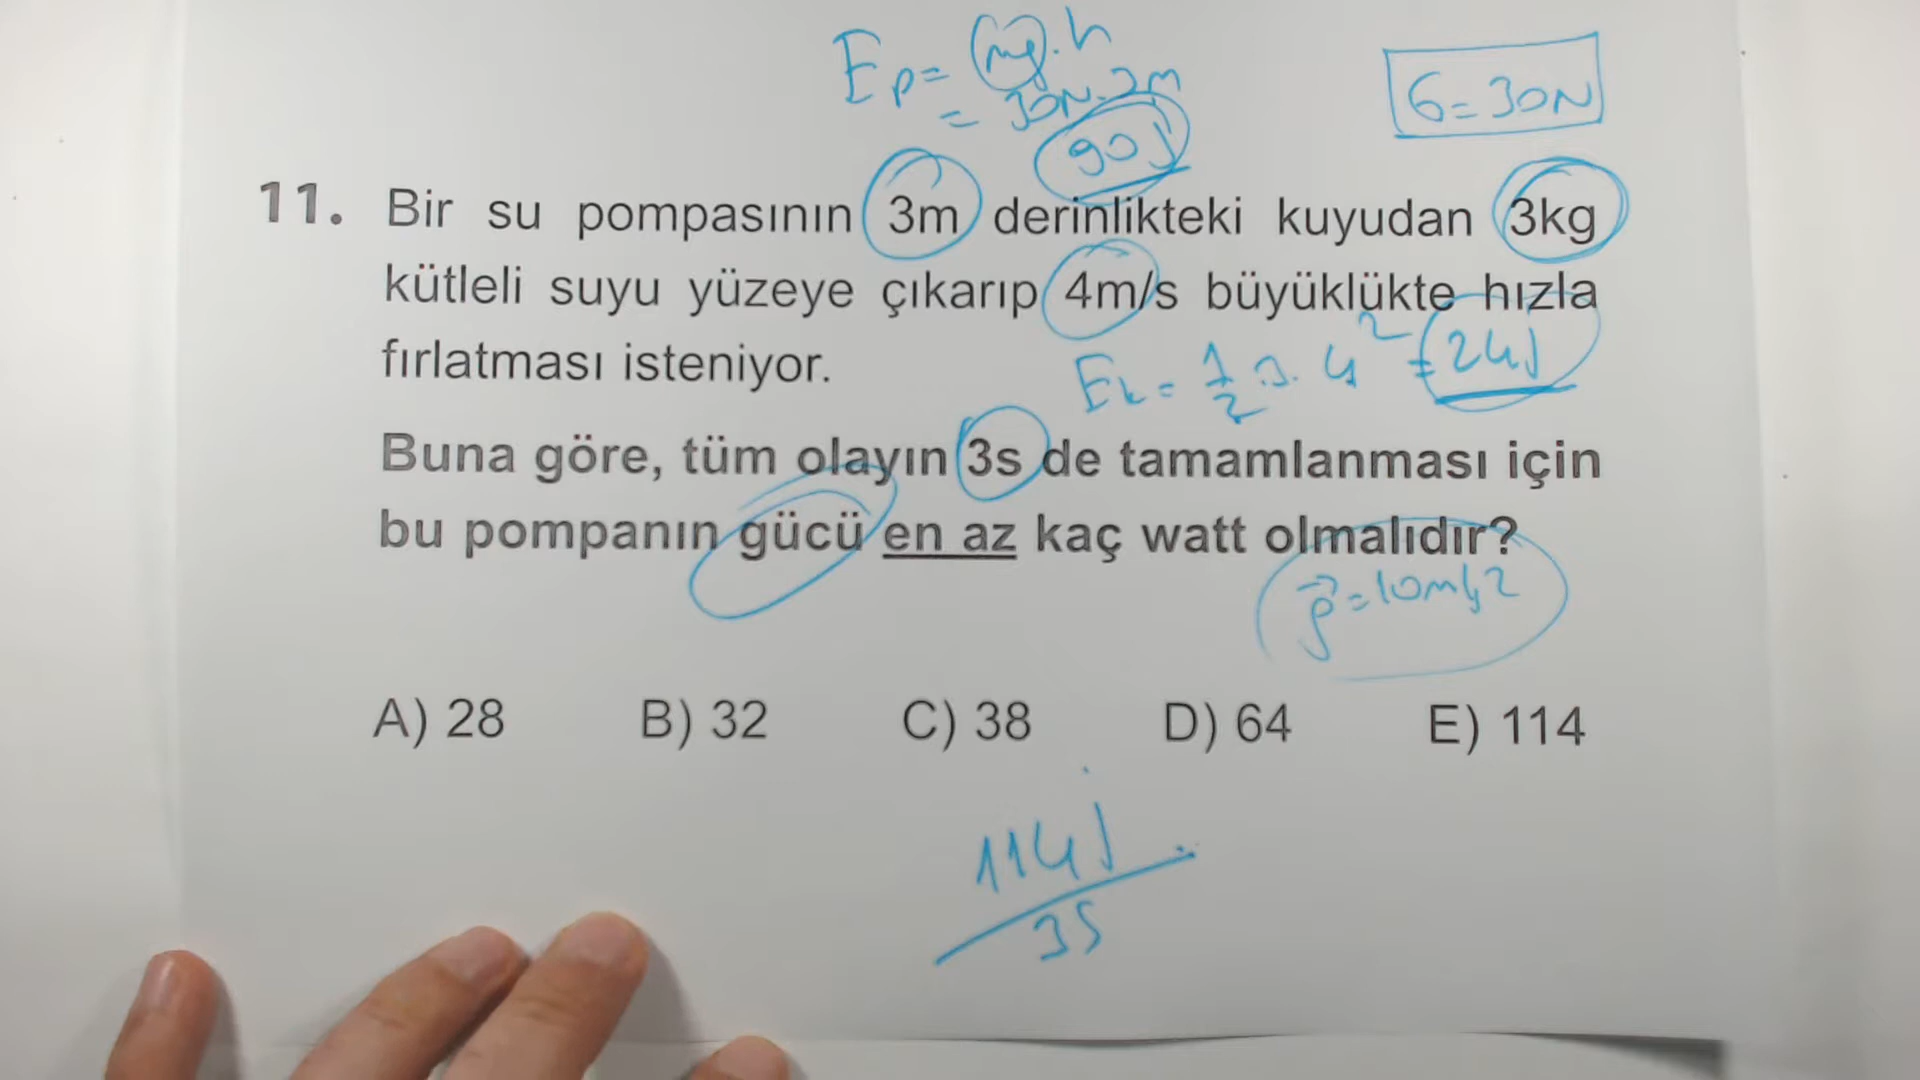 Ep= mg.h
= 30N.3m
90J
G=30N
11. Bir su pompasının 3m derinlikteki kuyudan 3kg
kütleli suyu yüzeye çıkarıp 4m/s büyüklükte hızla
fırlatması isteniyor.
Ek= 1/2 .3. 4² = 24J
Buna göre, tüm olayın 3s de tamamlanması için
bu pompanın gücü en az kaç watt olmalıdır?
g=10m/s2
A) 28 B) 32 C) 38 D) 64 E) 114
114J
3s